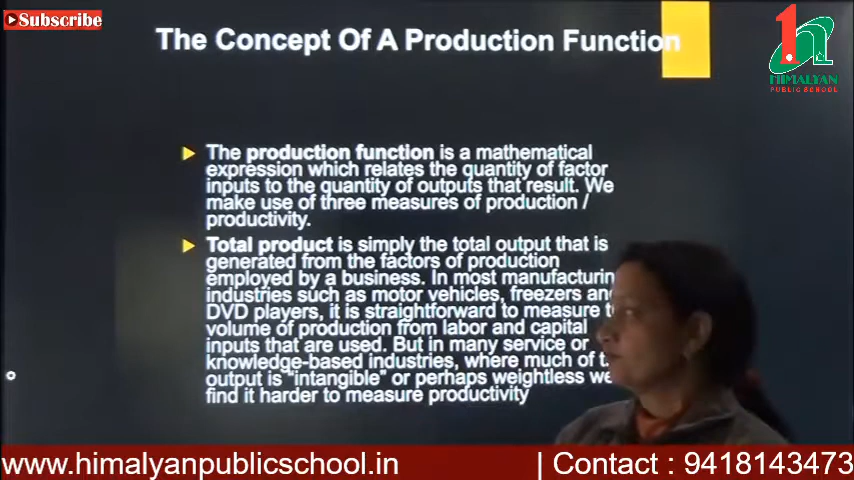 Subscribe
The Concept Of A Production Function
1h
HIMALYAN
PUBLIC SCHOOL
The production function is a mathematical
expression which relates the quantity of factor
inputs to the quantity of outputs that result. We
make use of three measures of production /
productivity.
Total product is simply the total output that is
generated from the factors of production
employed by a business. In most manufacturin
industries such as motor vehicles, freezers and
DVD players, it is straightforward to measure
volume of production from labor and capital
inputs that are used. But in many service or
knowledge-based industries, where much of
output is "intangible" or perhaps weightless we
find it harder to measure productivity
www.himalyanpublicschool.in | Contact : 9418143473